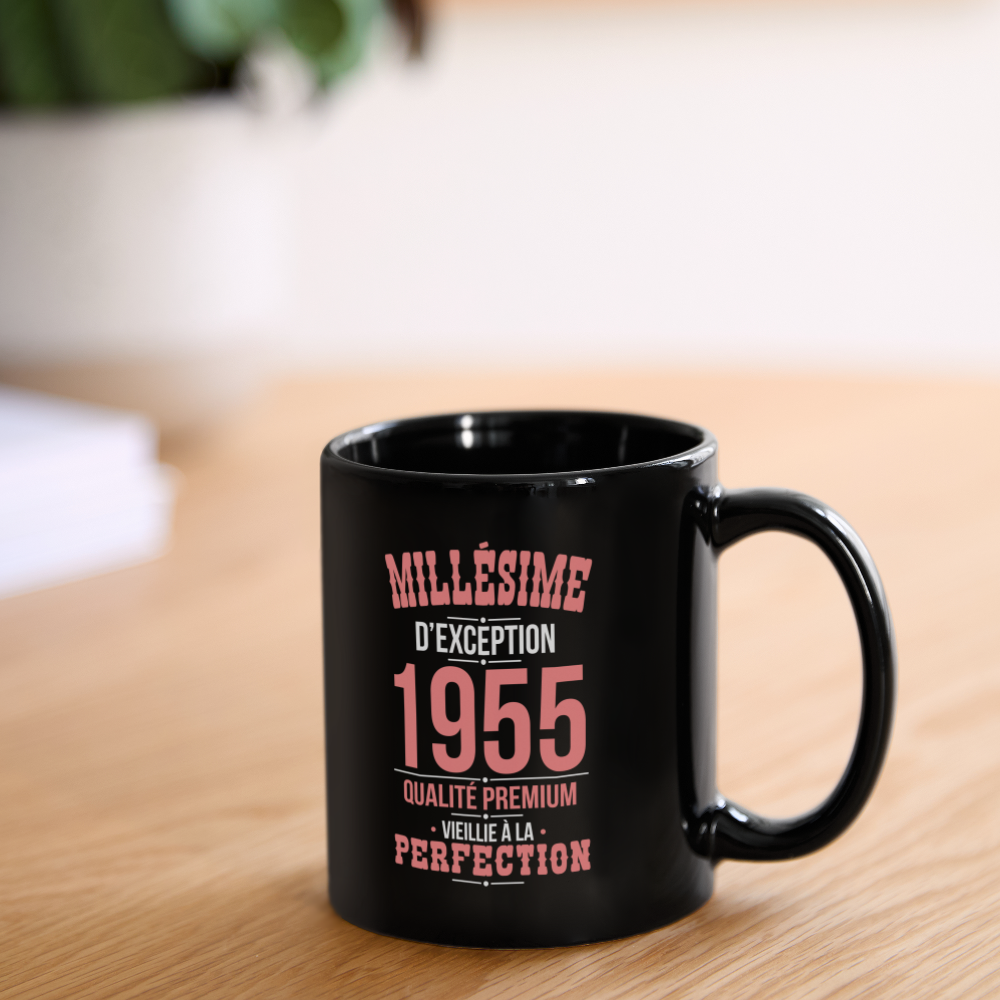 MILLÉSIME
D'EXCEPTION
1955
QUALITÉ PREMIUM
• VIEILLIE À LA •
PERFECTION